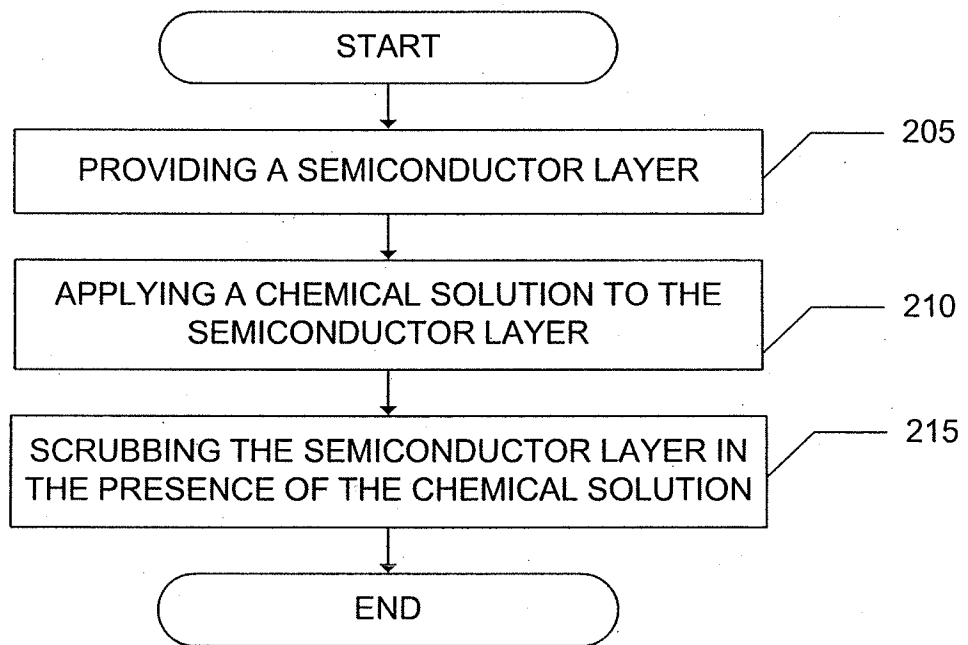 START
PROVIDING A SEMICONDUCTOR LAYER
205
APPLYING A CHEMICAL SOLUTION TO THE
SEMICONDUCTOR LAYER
210
SCRUBBING THE SEMICONDUCTOR LAYER IN
THE PRESENCE OF THE CHEMICAL SOLUTION
215
END